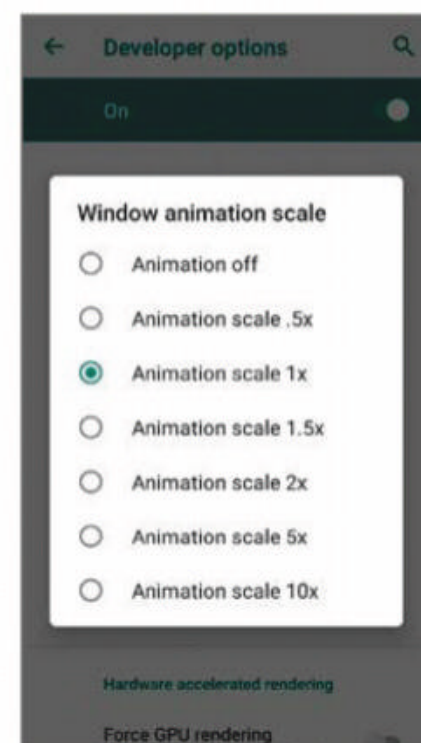 Developer options
On
Window animation scale
Animation off
Animation scale .5x
Animation scale 1x
Animation scale 1.5x
Animation scale 2x
Animation scale 5x
Animation scale 10x
Hardware accelerated rendering
Force GPU rendering